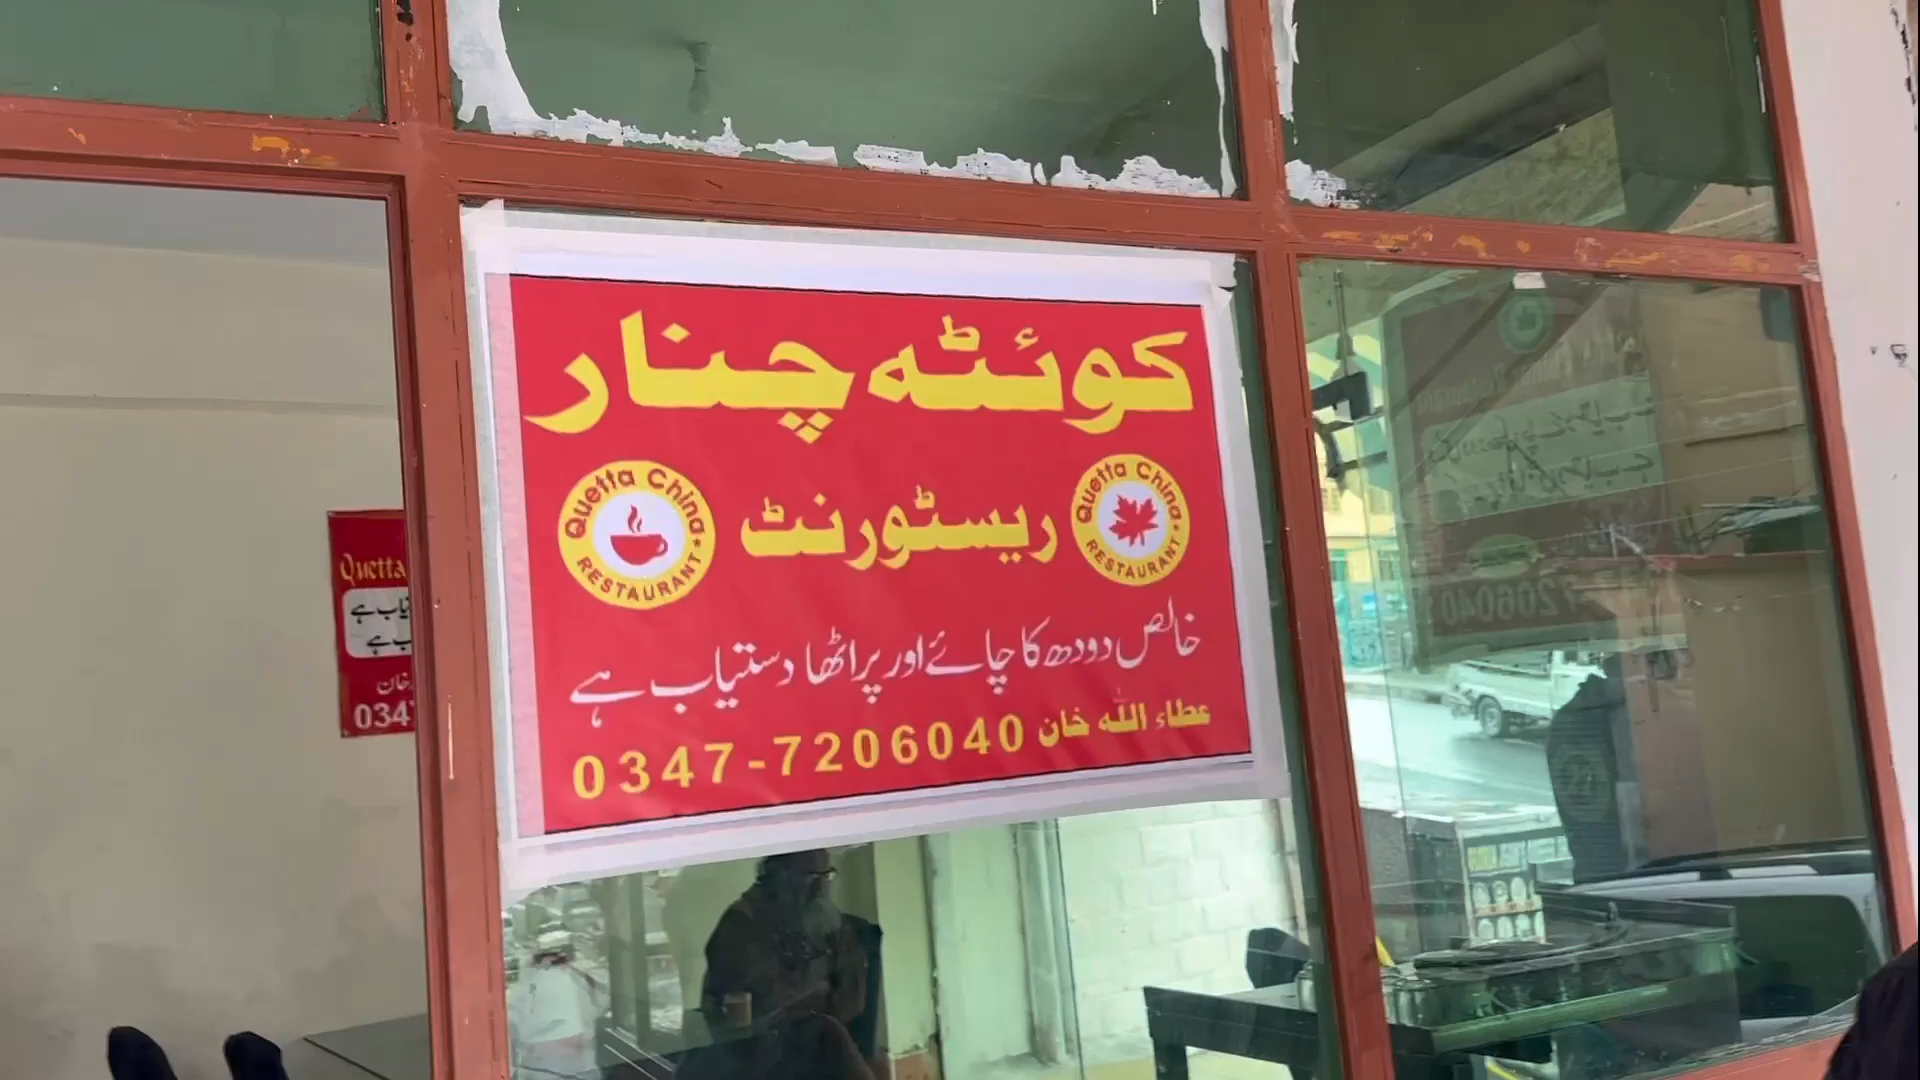 کوئٹہ چنار
Quetta China
RESTAURANT
ریسٹورنٹ
Quetta China
RESTAURANT
خالص دودھ کا چائے اور پراٹھا دستیاب ہے
عطاء اللہ خان 0347-7206040
Quetta
ہے
خان
034